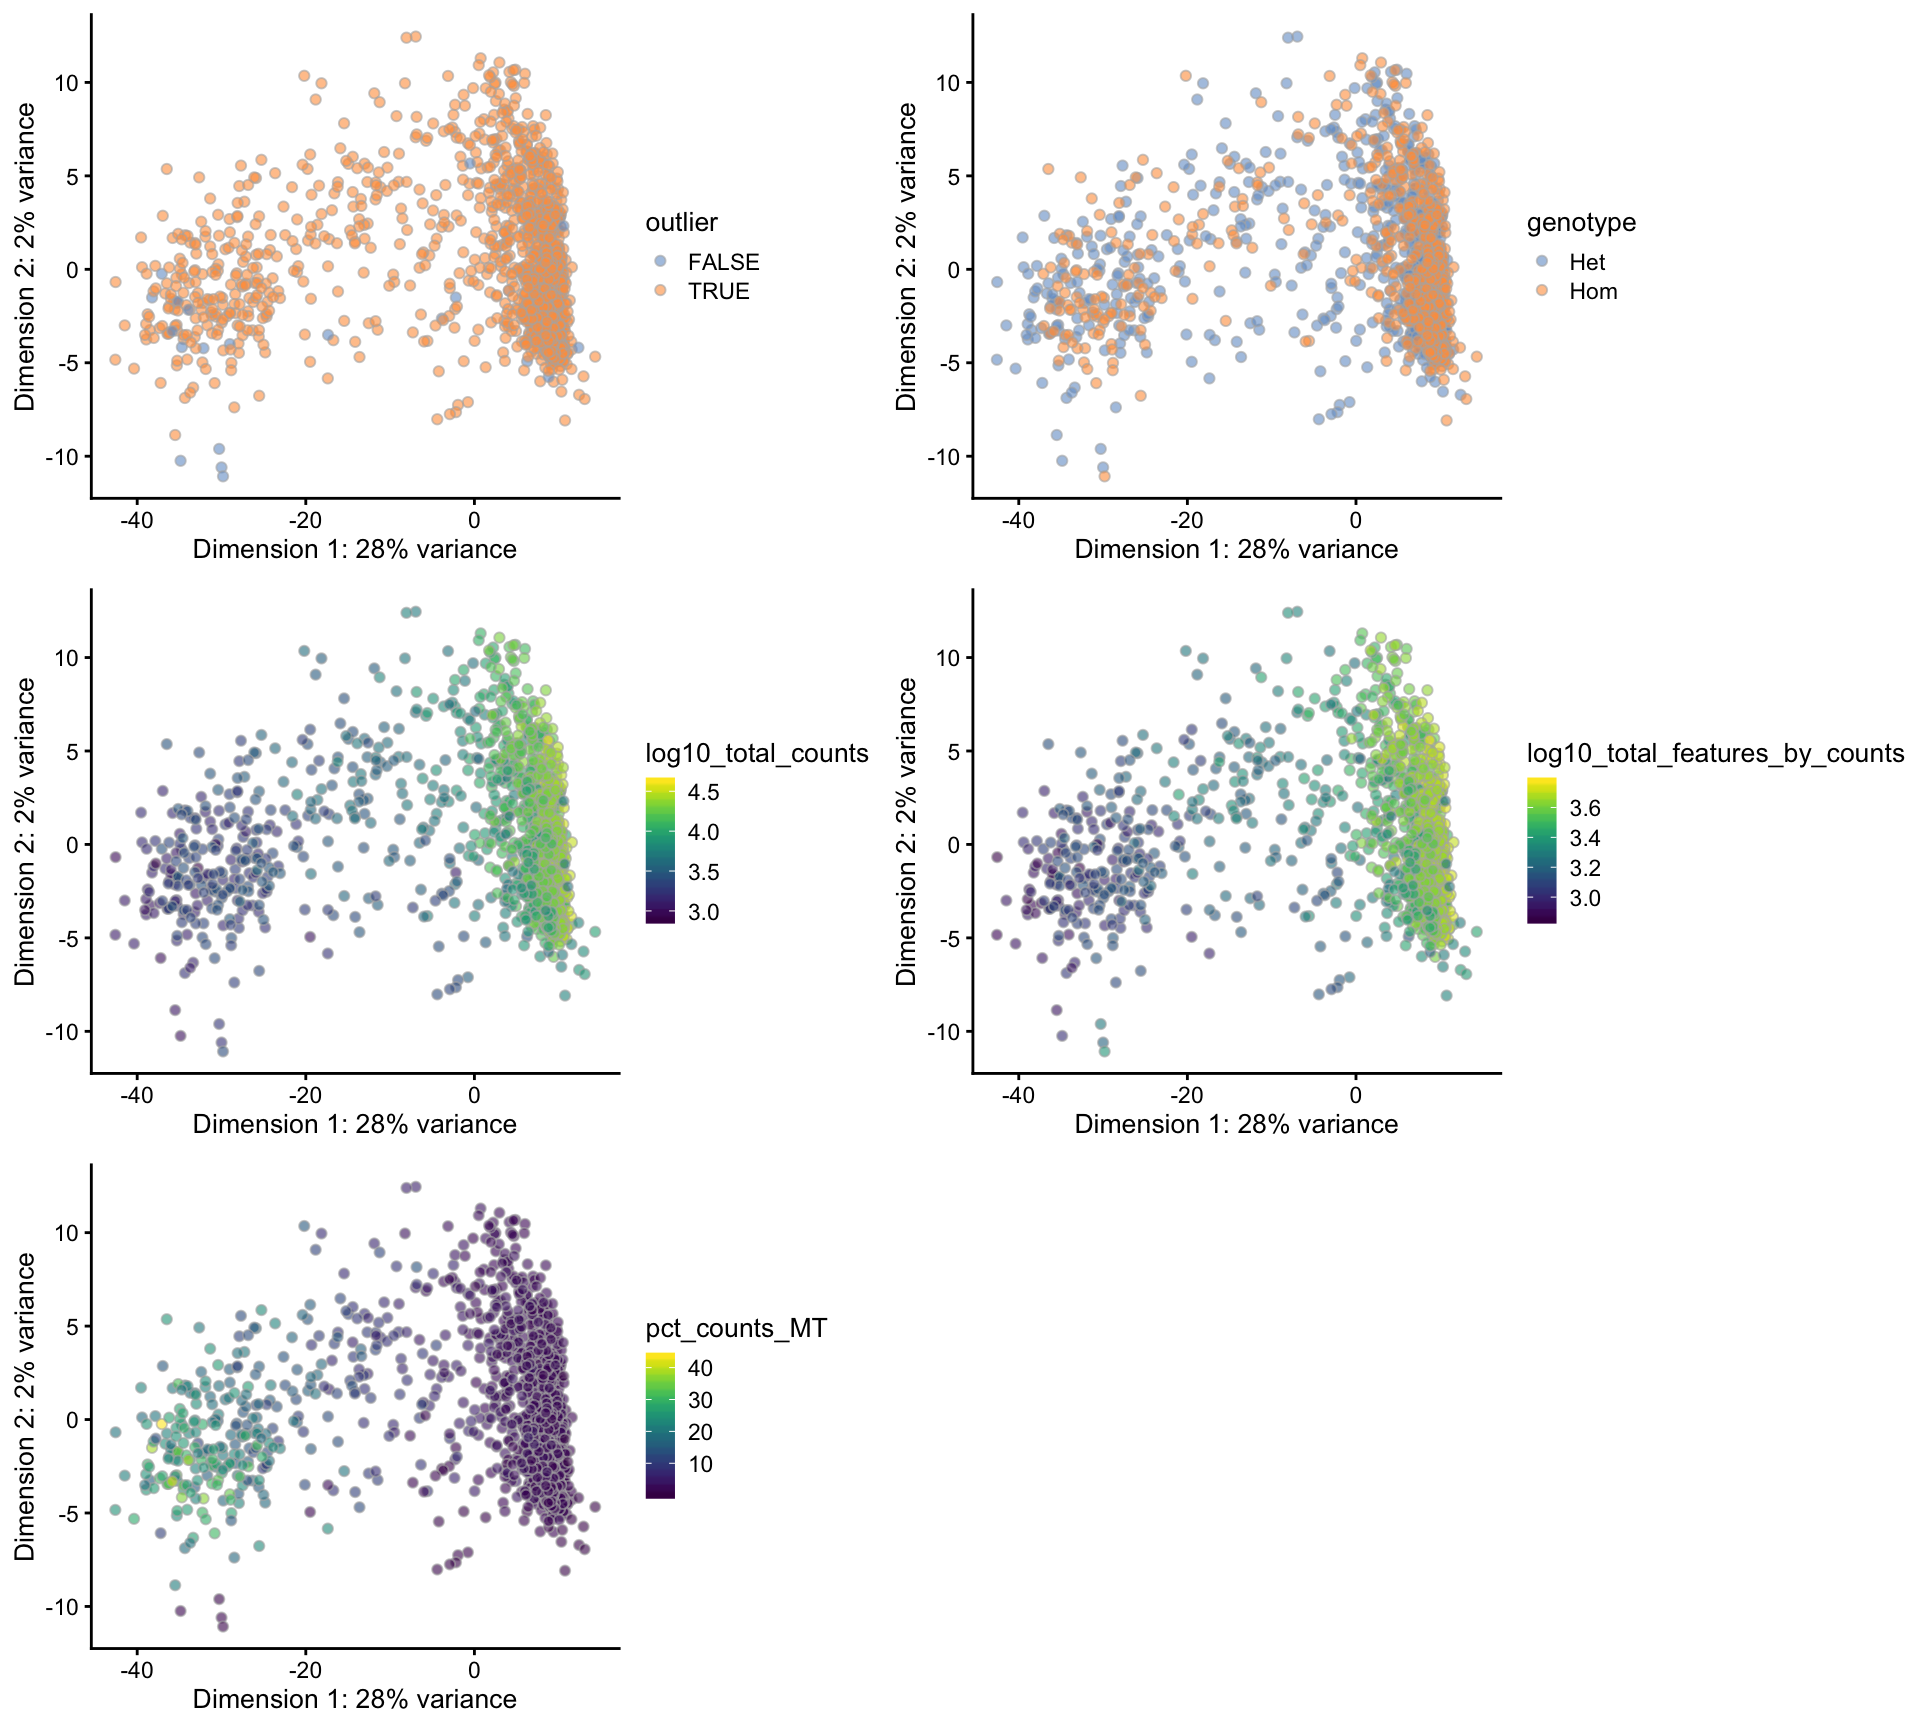 Dimension 2: 2% variance
10
5
0
-5
-10
-40
-20
0
Dimension 1: 28% variance
outlier
FALSE
TRUE
Dimension 2: 2% variance
10
5
0
-5
-10
-40
-20
0
Dimension 1: 28% variance
genotype
Het
Hom
Dimension 2: 2% variance
10
5
0
-5
-10
-40
-20
0
Dimension 1: 28% variance
log10_total_counts
4.5
4.0
3.5
3.0
Dimension 2: 2% variance
10
5
0
-5
-10
-40
-20
0
Dimension 1: 28% variance
log10_total_features_by_counts
3.6
3.4
3.2
3.0
Dimension 2: 2% variance
10
5
0
-5
-10
-40
-20
0
Dimension 1: 28% variance
pct_counts_MT
40
30
20
10